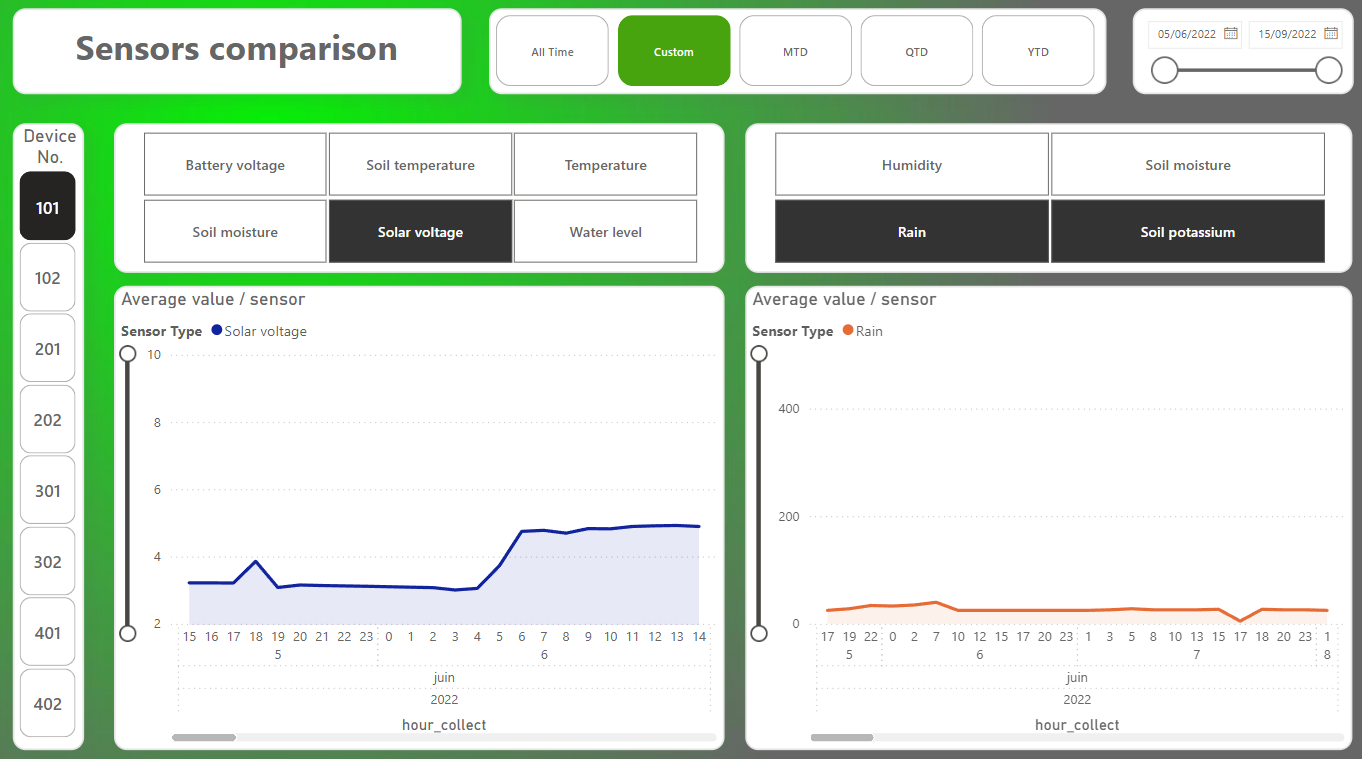 Sensors comparison
All Time
Custom
MTD
QTD
YTD
05/06/2022
15/09/2022
Device
No.
101
102
201
202
301
302
401
402
Battery voltage
Soil temperature
Temperature
Soil moisture
Solar voltage
Water level
Humidity
Soil moisture
Rain
Soil potassium
Average value / sensor
Sensor Type Solar voltage
10
8
6
4
2
15 16 17 18 19 20 21 22 23 0 1 2 3 4 5 6 7 8 9 10 11 12 13 14
5 6
juin
2022
hour_collect
Average value / sensor
Sensor Type Rain
400
200
0
17 19 22 0 2 7 10 12 15 17 20 23 1 3 5 8 10 13 15 17 18 20 23 1
5 6 7 8
juin
2022
hour_collect